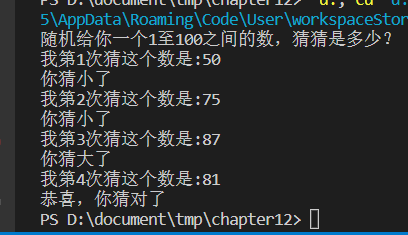 PS D:\document\tmp\chapter12>
5\AppData\Roaming\Code\User\workspaceStor
随机给你一个1至100之间的数，猜猜是多少？
我第1次猜这个数是:50
你猜小了
我第2次猜这个数是:75
你猜小了
我第3次猜这个数是:87
你猜大了
我第4次猜这个数是:81
恭喜，你猜对了
PS D:\document\tmp\chapter12>